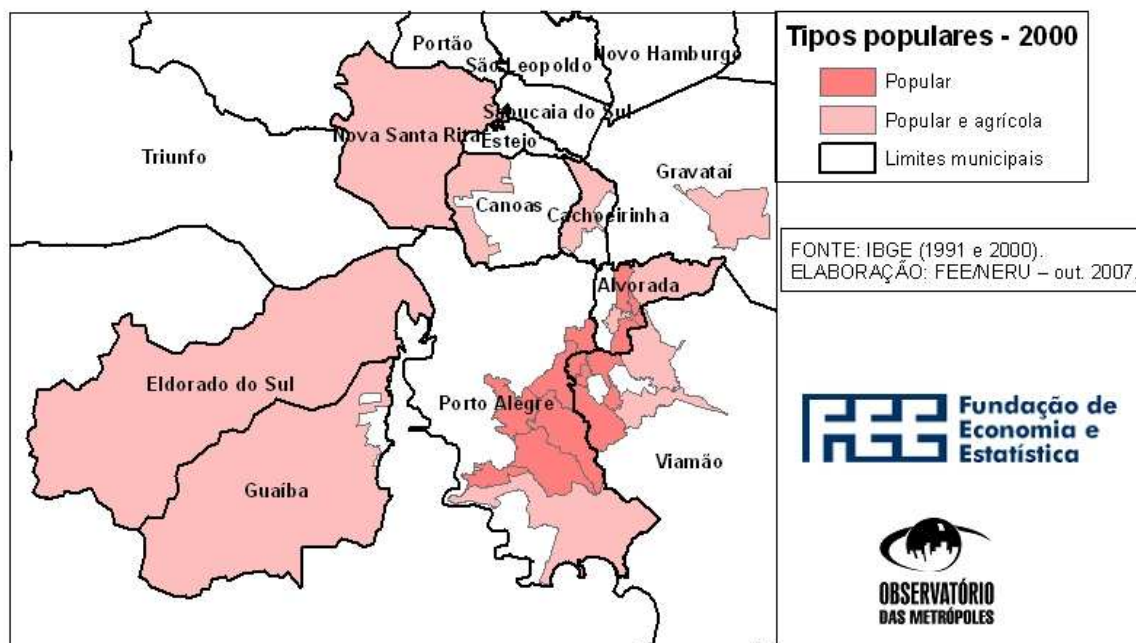 Tipos populares - 2000
Popular
Popular e agrícola
Limites municipais
Portão
São Leopoldo
Novo Hamburgo
Sapucaia do Sul
Nova Santa Rita
Esteio
Triunfo
Gravataí
Canoas
Cachoeirinha
FONTE: IBGE (1991 e 2000).
ELABORAÇÃO: FEE/NERU – out. 2007.
Alvorada
Eldorado do Sul
Porto Alegre
Guaíba
Viamão
FEE
Fundação de
Economia e
Estatística
OBSERVATÓRIO
DAS METRÓPOLES